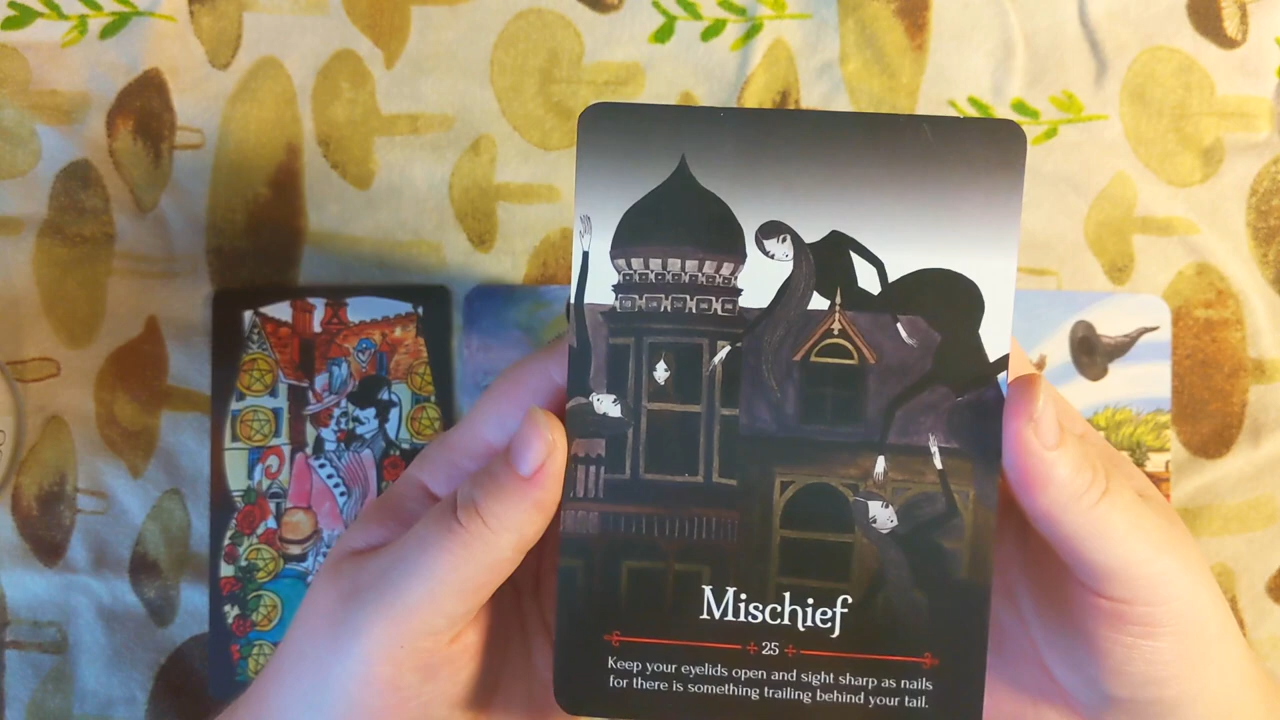 Mischief
25
Keep your eyelids open and sight sharp as nails
for there is something trailing behind your tail.